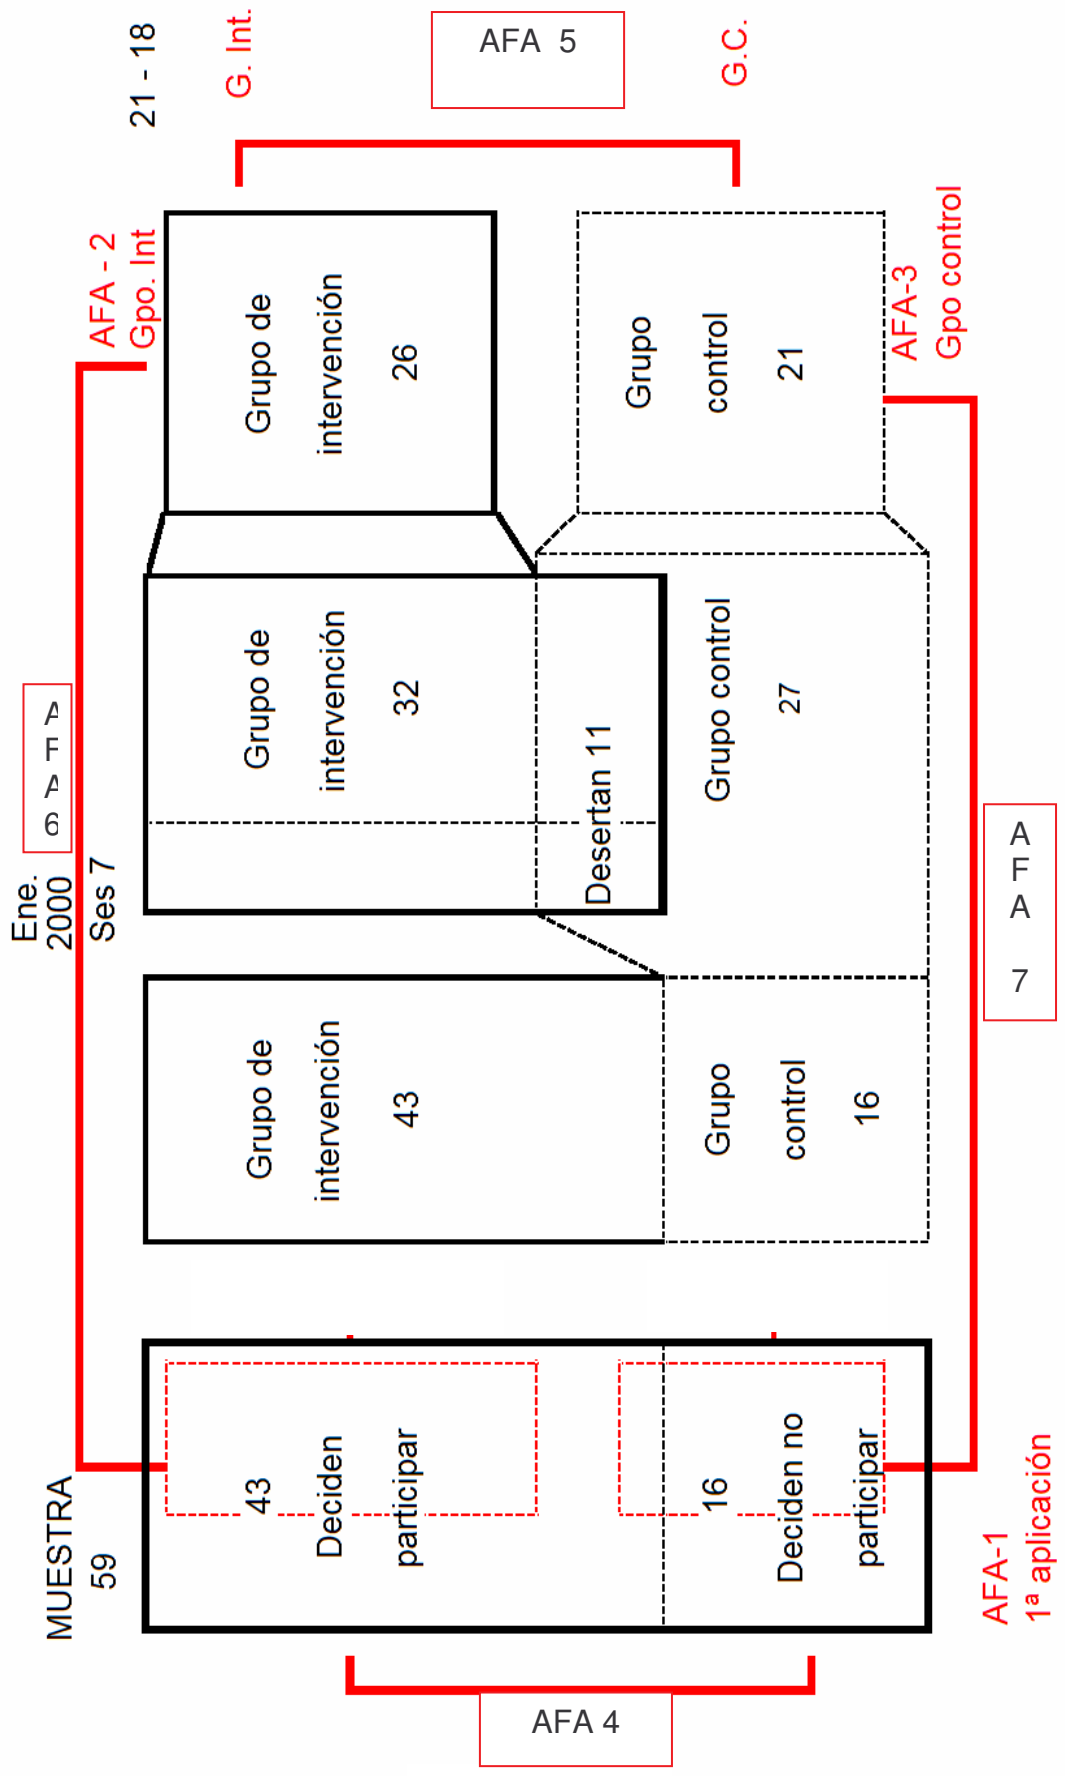 MUESTRA
59
43
Deciden
participar
16
Deciden no
participar
AFA-1
1ª aplicación
AFA 4
Grupo de
intervención
43
Grupo
control
16
Ene.
2000
Ses 7
A
F
A
6
Grupo de
intervención
32
Desertan 11
Grupo control
27
A
F
A
7
AFA - 2
Gpo. Int
Grupo de
intervención
26
Grupo
control
21
AFA-3
Gpo control
21 - 18
G. Int.
AFA 5
G.C.